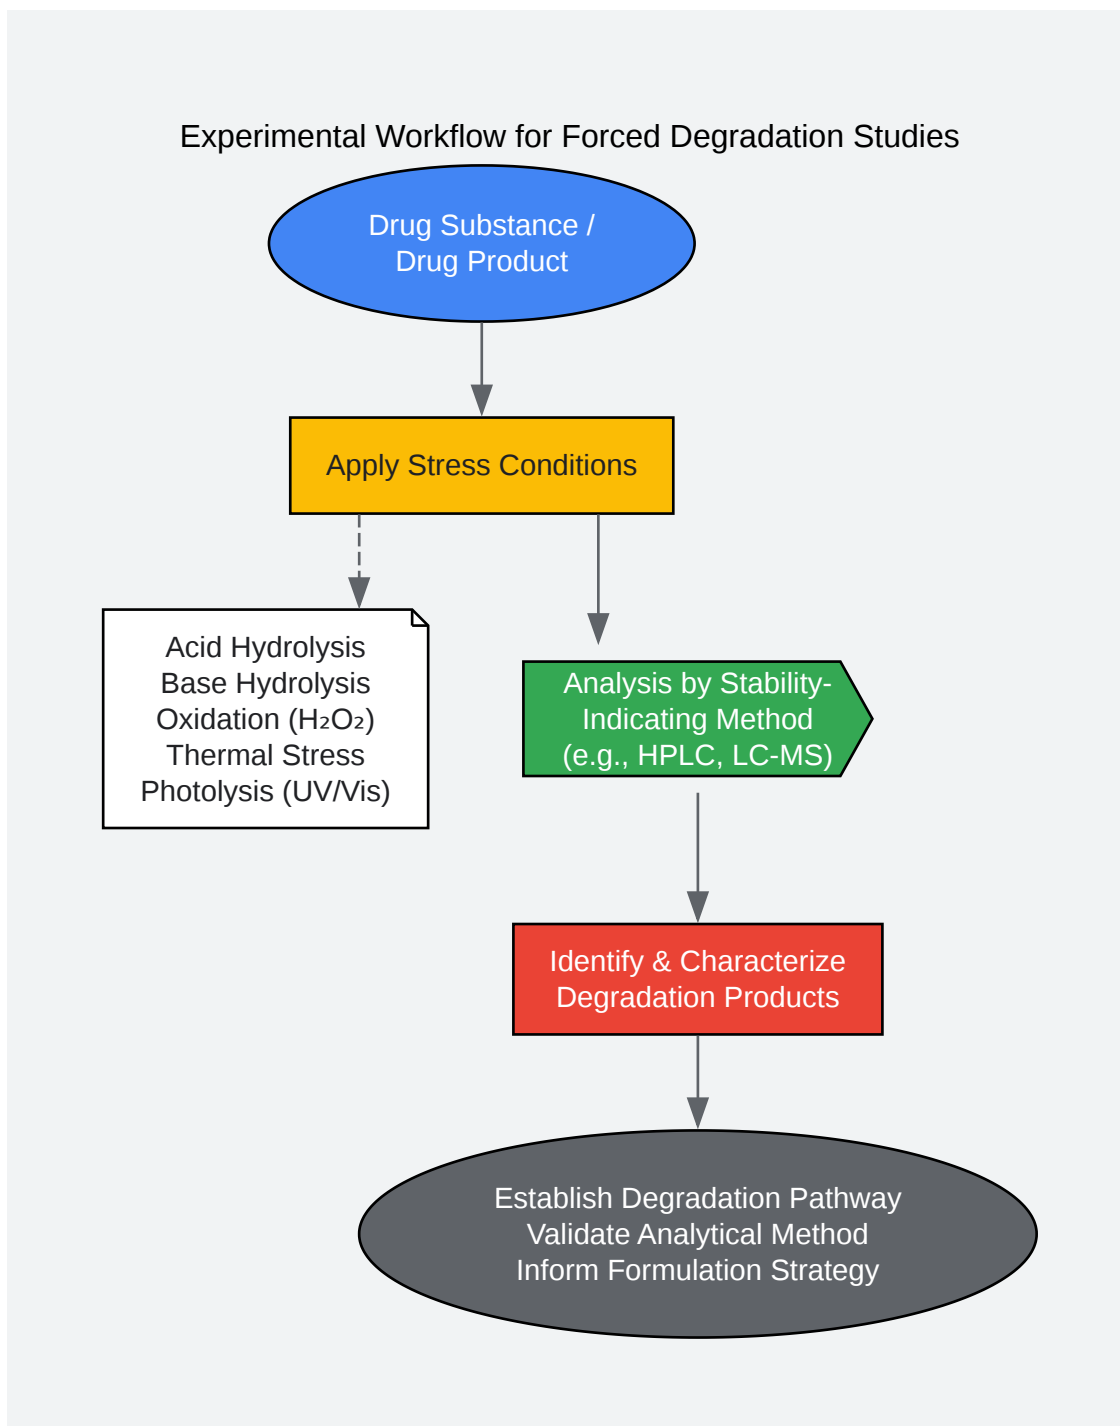 Experimental Workflow for Forced Degradation Studies
Drug Substance /
Drug Product
Apply Stress Conditions
Acid Hydrolysis
Base Hydrolysis
Oxidation (H₂O₂)
Thermal Stress
Photolysis (UV/Vis)
Analysis by Stability-
Indicating Method
(e.g., HPLC, LC-MS)
Identify & Characterize
Degradation Products
Establish Degradation Pathway
Validate Analytical Method
Inform Formulation Strategy